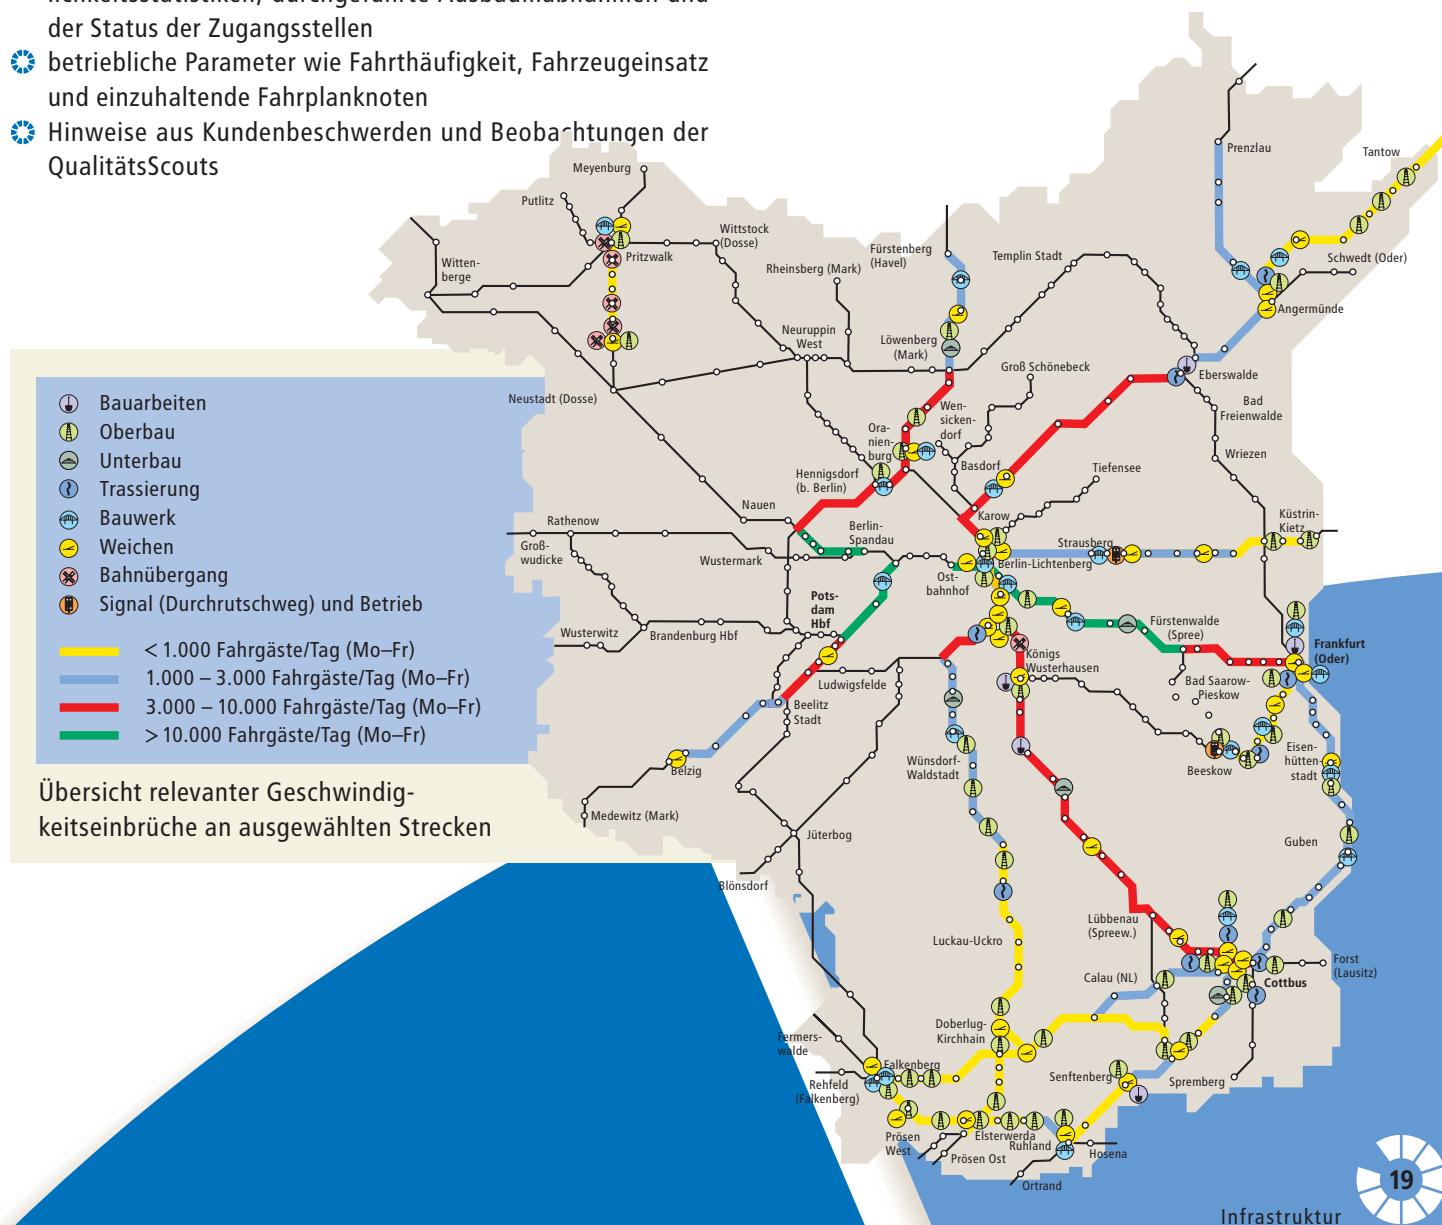 der Status der Zugangsstellen
betriebliche Parameter wie Fahrthäufigkeit, Fahrzeugeinsatz
und einzuhaltende Fahrplanknoten
Hinweise aus Kundenbeschwerden und Beobachtungen der
QualitätsScouts
Bauarbeiten
Oberbau
Unterbau
Trassierung
Bauwerk
Weichen
Bahnübergang
Signal (Durchrutschweg) und Betrieb
< 1.000 Fahrgäste/Tag (Mo–Fr)
1.000 – 3.000 Fahrgäste/Tag (Mo–Fr)
3.000 – 10.000 Fahrgäste/Tag (Mo–Fr)
> 10.000 Fahrgäste/Tag (Mo–Fr)
Übersicht relevanter Geschwindig-
keitseinbrüche an ausgewählten Strecken
Meyenburg
Putlitz
Pritzwalk
Wittstock
(Dosse)
Witten-
berge
Rheinsberg (Mark)
Fürstenberg
(Havel)
Templin Stadt
Prenzlau
Tantow
Schwedt (Oder)
Angermünde
Neuruppin
West
Löwenberg
(Mark)
Groß Schönebeck
Eberswalde
Neustadt (Dosse)
Wen-
sicken-
dorf
Ora-
nien-
burg
Bad
Freienwalde
Hennigsdorf
(b. Berlin)
Basdorf
Tiefensee
Wriezen
Nauen
Karow
Küstrin-
Kietz
Rathenow
Groß-
wudicke
Wustermark
Berlin-
Spandau
Strausberg
Berlin-Lichtenberg
Ost-
bahnhof
Pots-
dam
Hbf
Fürstenwalde
(Spree)
Wusterwitz
Brandenburg Hbf
Frankfurt
(Oder)
Königs
Wusterhausen
Ludwigsfelde
Bad Saarow-
Pieskow
Beelitz
Stadt
Wünsdorf-
Waldstadt
Beeskow
Eisen-
hütten-
stadt
Belzig
Medewitz (Mark)
Jüterbog
Guben
Blönsdorf
Lübbenau
(Spreew.)
Luckau-Uckro
Calau (NL)
Forst
(Lausitz)
Cottbus
Fermers-
walde
Doberlug-
Kirchhain
Falkenberg
Rehfeld
(Falkenberg)
Senftenberg
Spremberg
Prösen
West
Elsterwerda
Ruhland
Prösen Ost
Hosena
Ortrand
19
Infrastruktur